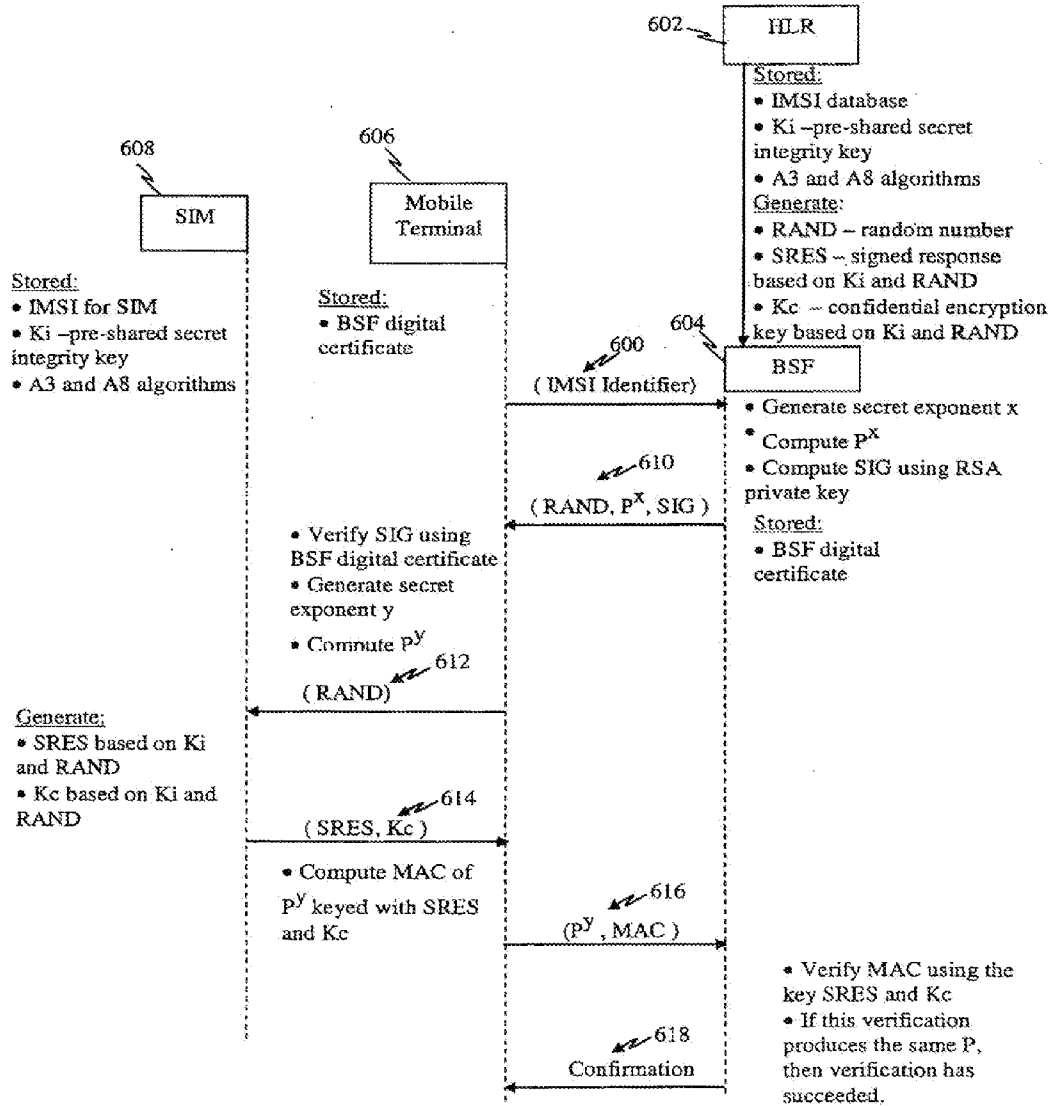 602
HLR
Stored:
• IMSI database
• Ki –pre-shared secret
integrity key
• A3 and A8 algorithms
Generate:
• RAND – random number
• SRES – signed response
based on Ki and RAND
• Kc – confidential encryption
key based on Ki and RAND
608
SIM
606
Mobile
Terminal
Stored:
• IMSI for SIM
• Ki –pre-shared secret
integrity key
• A3 and A8 algorithms
Stored:
• BSF digital
certificate
604
BSF
600
( IMSI Identifier)
• Generate secret exponent x
• Compute P^x
• Compute SIG using RSA
private key
Stored:
• BSF digital
certificate
610
( RAND, P^x, SIG )
• Verify SIG using
BSF digital certificate
• Generate secret
exponent y
• Compute P^y
612
( RAND)
Generate:
• SRES based on Ki
and RAND
• Kc based on Ki and
RAND
614
( SRES, Kc )
• Compute MAC of
P^y keyed with SRES
and Kc
616
(P^y , MAC )
• Verify MAC using the
key SRES and Kc
• If this verification
produces the same P,
then verification has
succeeded.
618
Confirmation